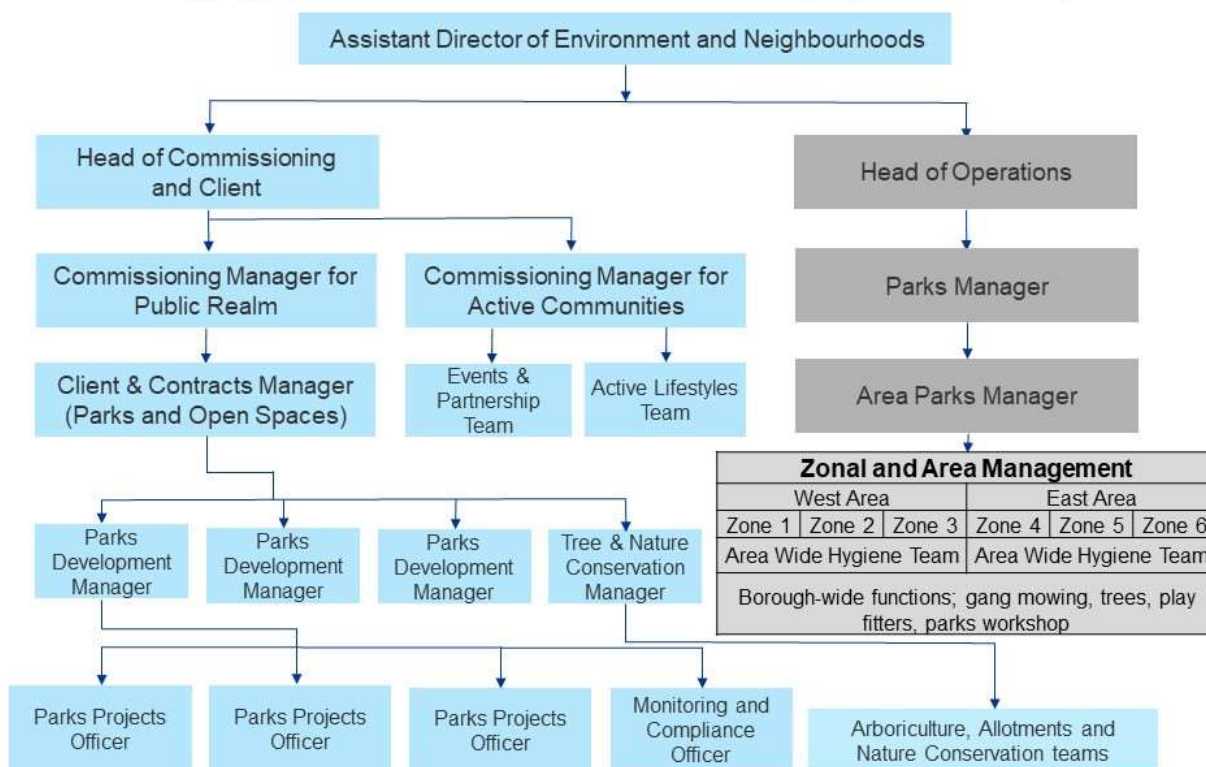 Assistant Director of Environment and Neighbourhoods
Head of Commissioning
and Client
Head of Operations
Commissioning Manager for
Public Realm
Commissioning Manager for
Active Communities
Parks Manager
Client & Contracts Manager
(Parks and Open Spaces)
Events &
Partnership
Team
Active Lifestyles
Team
Area Parks Manager
Zonal and Area Management
West Area
East Area
Zone 1
Zone 2
Zone 3
Zone 4
Zone 5
Zone 6
Area Wide Hygiene Team
Area Wide Hygiene Team
Borough-wide functions; gang mowing, trees, play
fitters, parks workshop
Parks
Development
Manager
Parks
Development
Manager
Parks
Development
Manager
Tree & Nature
Conservation
Manager
Parks Projects
Officer
Parks Projects
Officer
Parks Projects
Officer
Monitoring and
Compliance
Officer
Arboriculture, Allotments and
Nature Conservation teams